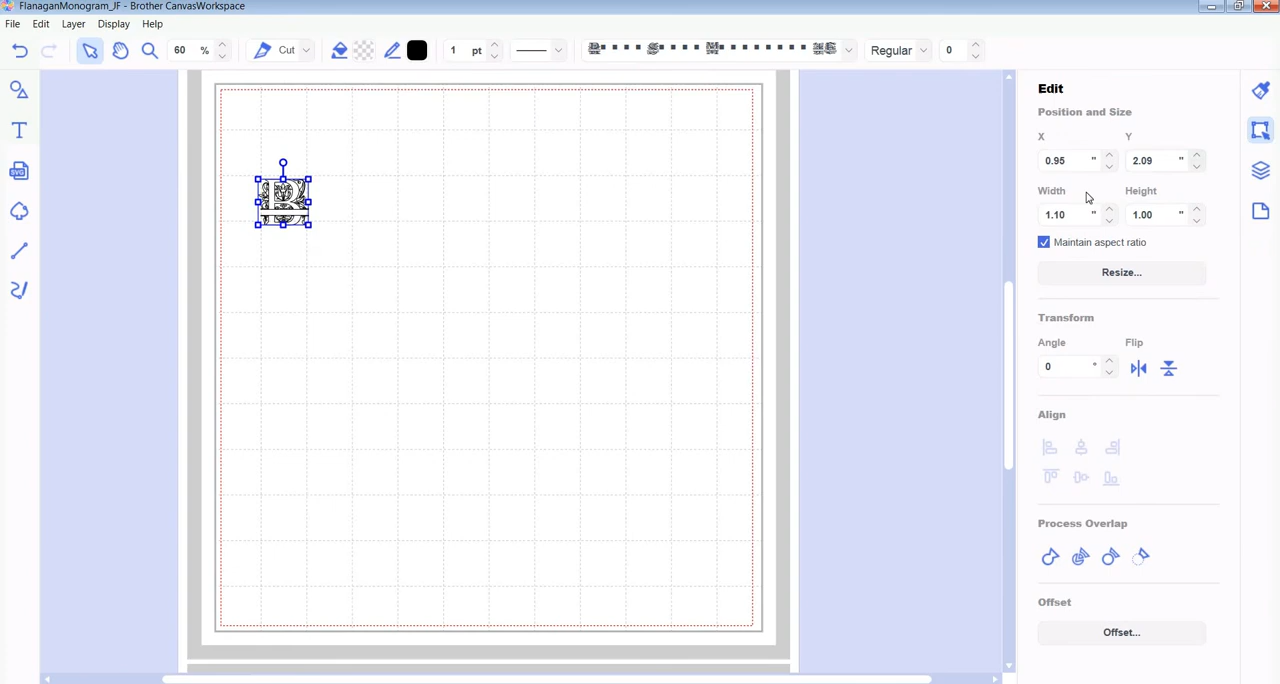 FlanaganMonogram_JF - Brother CanvasWorkspace
File Edit Layer Display Help
60 % Cut 1 pt Regular 0
SVG
R
Edit
Position and Size
X Y
0.95 " 2.09 "
Width Height
1.10 " 1.00 "
Maintain aspect ratio
Resize...
Transform
Angle Flip
0 °
Align
Process Overlap
Offset
Offset...